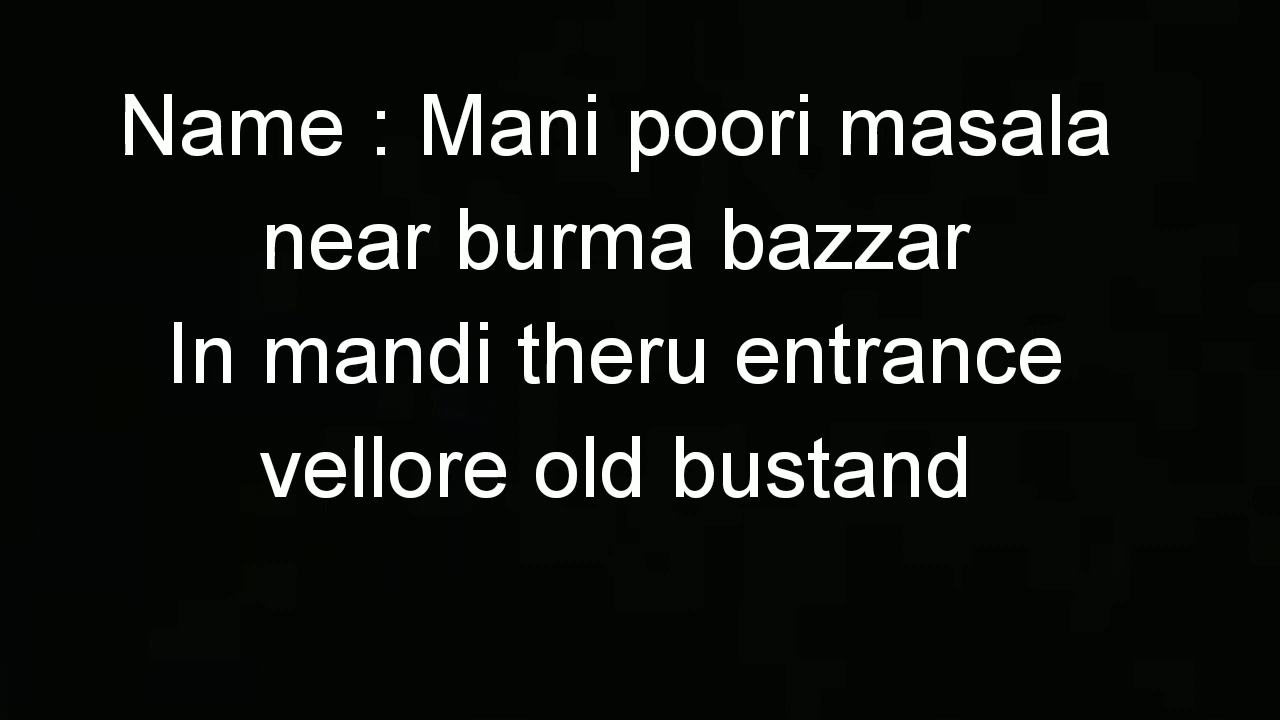 Name : Mani poori masala
near burma bazzar
In mandi theru entrance
vellore old bustand